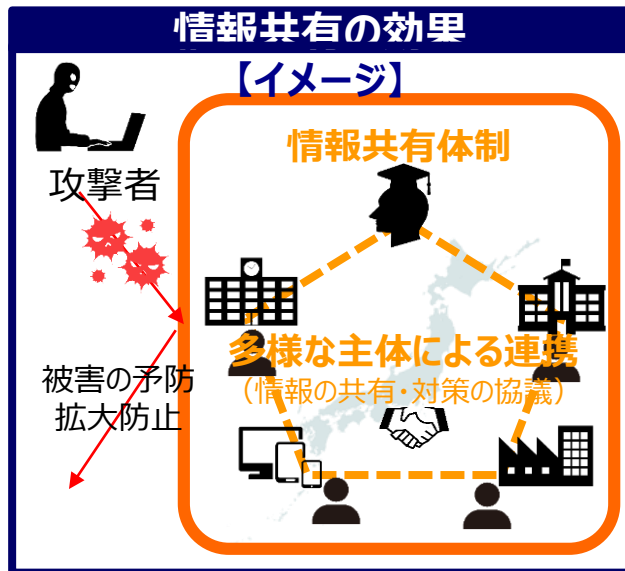 情報共有の効果
【イメージ】
情報共有体制
攻撃者
多様な主体による連携
（情報の共有・対策の協議）
被害の予防
拡大防止